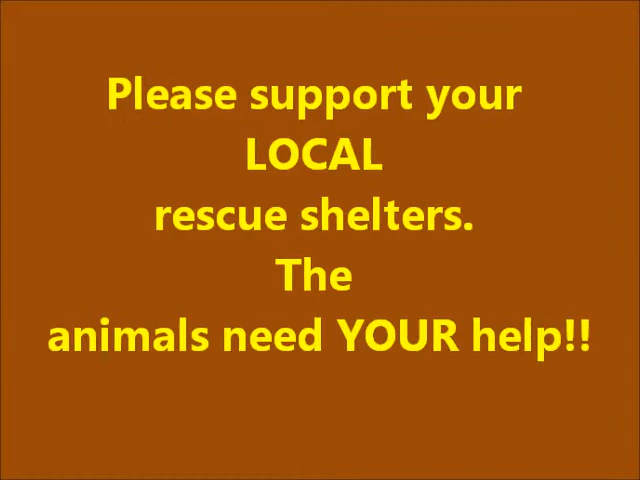 Please support your
LOCAL
rescue shelters.
The
animals need YOUR help!!